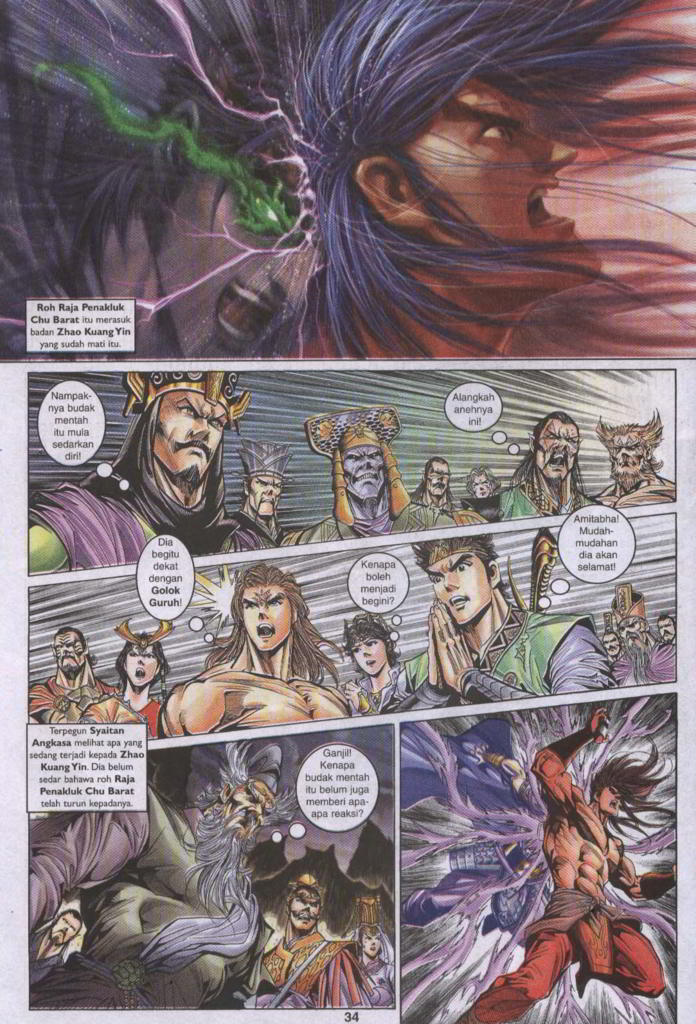 Roh Raja Penakluk
Chu Barat itu merasuk
badan Zhao Kuang Yin
yang sudah mati itu.
Nampak-
nya budak
mentah
itu mula
sedarkan
diri!
Alangkah
anehnya
ini!
Dia
begitu
dekat
dengan
Golok
Guruh!
Kenapa
boleh
menjadi
begini?
Amitabha!
Mudah-
mudahan
dia akan
selamat!
Terpegun Syaitan
Angkasa melihat apa yang
sedang terjadi kepada Zhao
Kuang Yin. Dia belum
sedar bahawa roh Raja
Penakluk Chu Barat
telah turun kepadanya.
Ganjil!
Kenapa
budak mentah
itu belum juga
memberi apa-
apa reaksi?
34